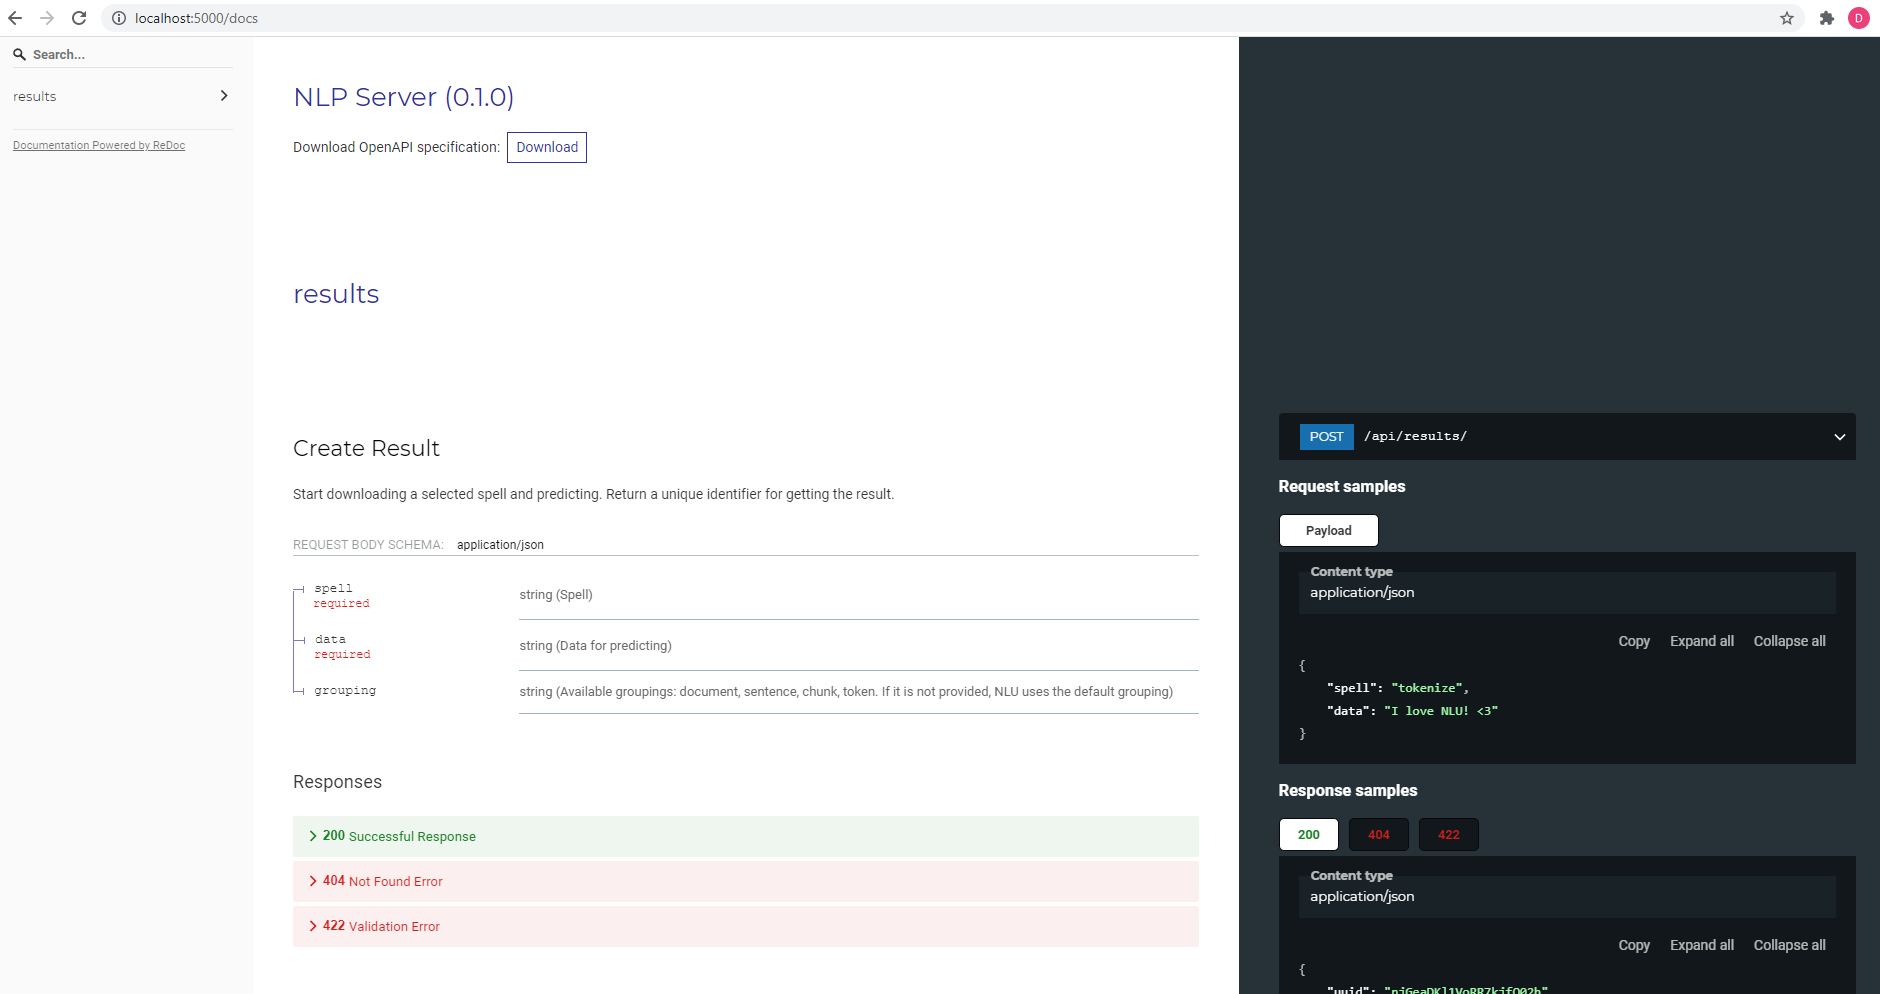 localhost:5000/docs
D
Search...
results
Documentation Powered by ReDoc
NLP Server (0.1.0)
Download OpenAPI specification: Download
results
Create Result
Start downloading a selected spell and predicting. Return a unique identifier for getting the result.
REQUEST BODY SCHEMA: application/json
spell
required
string (Spell)
data
required
string (Data for predicting)
grouping
string (Available groupings: document, sentence, chunk, token. If it is not provided, NLU uses the default grouping)
Responses
200 Successful Response
404 Not Found Error
422 Validation Error
POST /api/results/
Request samples
Payload
Content type
application/json
Copy Expand all Collapse all
{
"spell": "tokenize",
"data": "I love NLU! <3"
}
Response samples
200 404 422
Content type
application/json
Copy Expand all Collapse all
{
"uuid":